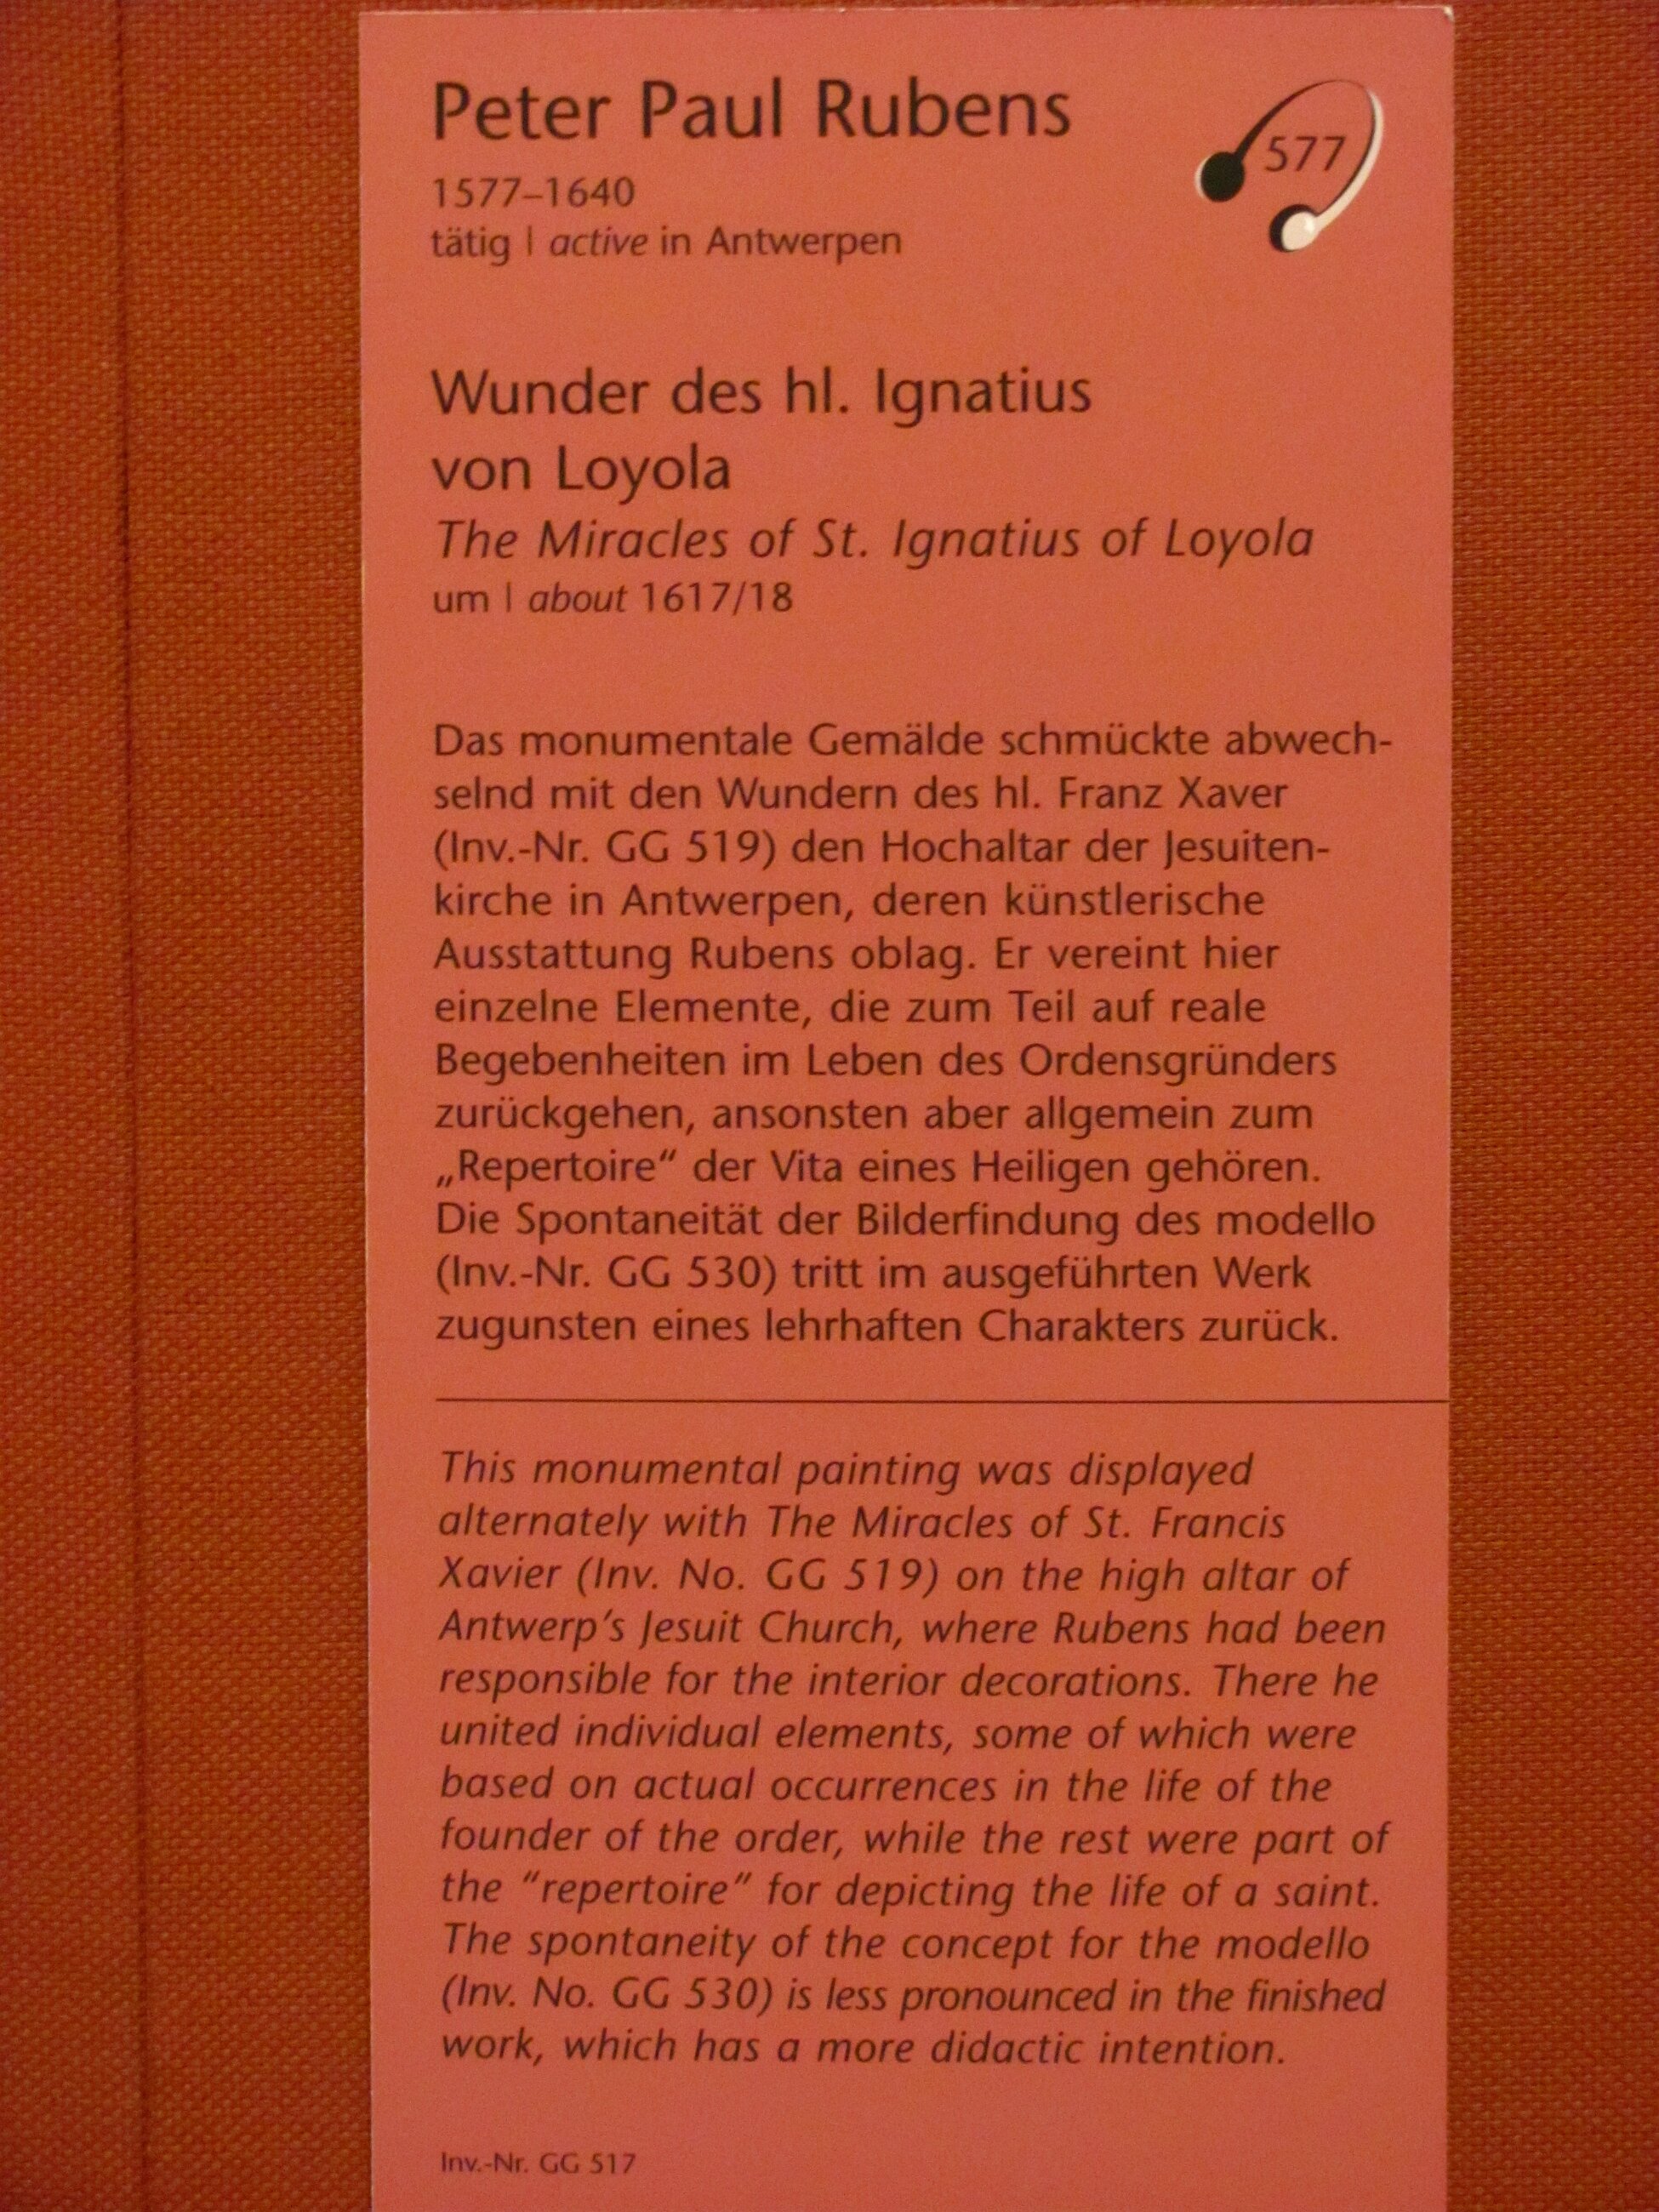 Peter Paul Rubens
577
1577–1640
tätig | active in Antwerpen
Wunder des hl. Ignatius
von Loyola
The Miracles of St. Ignatius of Loyola
um | about 1617/18
Das monumentale Gemälde schmückte abwech-
selnd mit den Wundern des hl. Franz Xaver
(Inv.-Nr. GG 519) den Hochaltar der Jesuiten-
kirche in Antwerpen, deren künstlerische
Ausstattung Rubens oblag. Er vereint hier
einzelne Elemente, die zum Teil auf reale
Begebenheiten im Leben des Ordensgründers
zurückgehen, ansonsten aber allgemein zum
„Repertoire“ der Vita eines Heiligen gehören.
Die Spontaneität der Bilderfindung des modello
(Inv.-Nr. GG 530) tritt im ausgeführten Werk
zugunsten eines lehrhaften Charakters zurück.
This monumental painting was displayed
alternately with The Miracles of St. Francis
Xavier (Inv. No. GG 519) on the high altar of
Antwerp’s Jesuit Church, where Rubens had been
responsible for the interior decorations. There he
united individual elements, some of which were
based on actual occurrences in the life of the
founder of the order, while the rest were part of
the “repertoire” for depicting the life of a saint.
The spontaneity of the concept for the modello
(Inv. No. GG 530) is less pronounced in the finished
work, which has a more didactic intention.
Inv.-Nr. GG 517